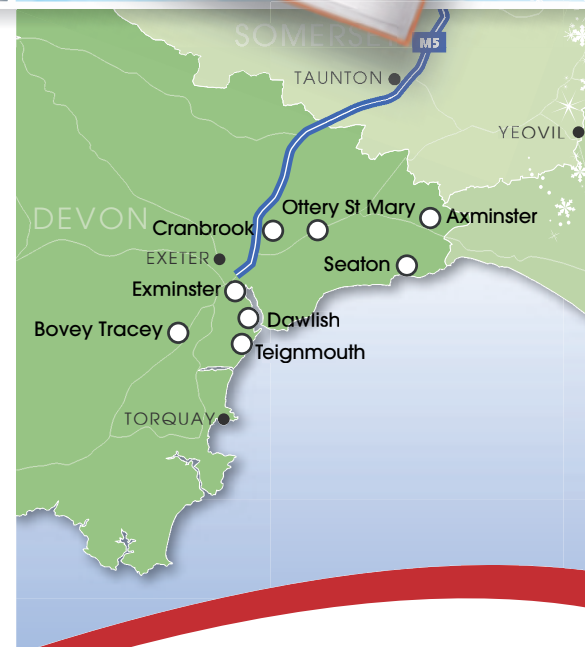 SOMERSET
M5
TAUNTON
YEOVIL
DEVON
Ottery St Mary
Axminster
Cranbrook
EXETER
Seaton
Exminster
Dawlish
Bovey Tracey
Teignmouth
TORQUAY